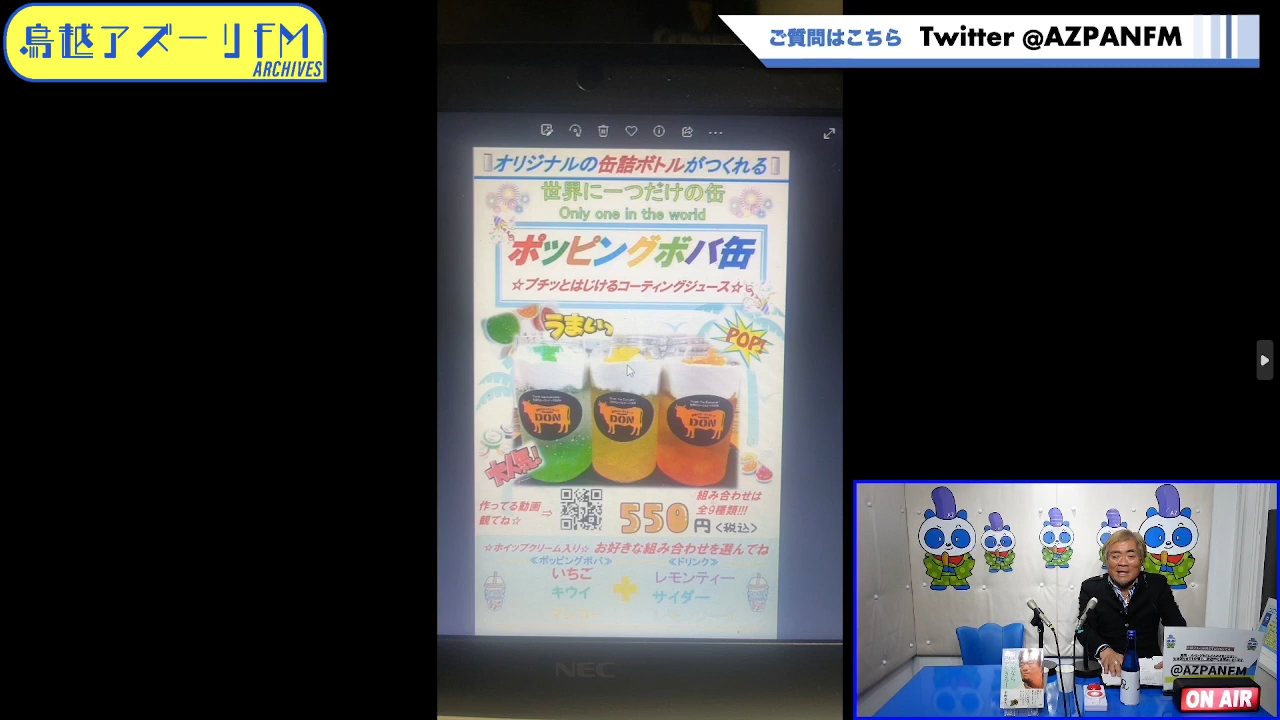 鳥越アズーリFM
ARCHIVES
ご質問はこちら Twitter @AZPANFM
オリジナルの缶詰ボトルがつくれる
世界に一つだけの缶
Only one in the world
ポッピングボバ缶
☆プチッとはじけるコーティングジュース☆
うまいっ
POP!
DON
DON
DON
大人気!
作ってる動画
観てね☆⇒
550円<税込>
組み合わせは
全9種類!!!
☆ホイップクリーム入り☆ お好きな組み合わせを選んでね
≪ポッピングボバ≫
≪ドリンク≫
いちご
レモンティー
キウイ
サイダー
NEC
@AZPANFM
ON AIR